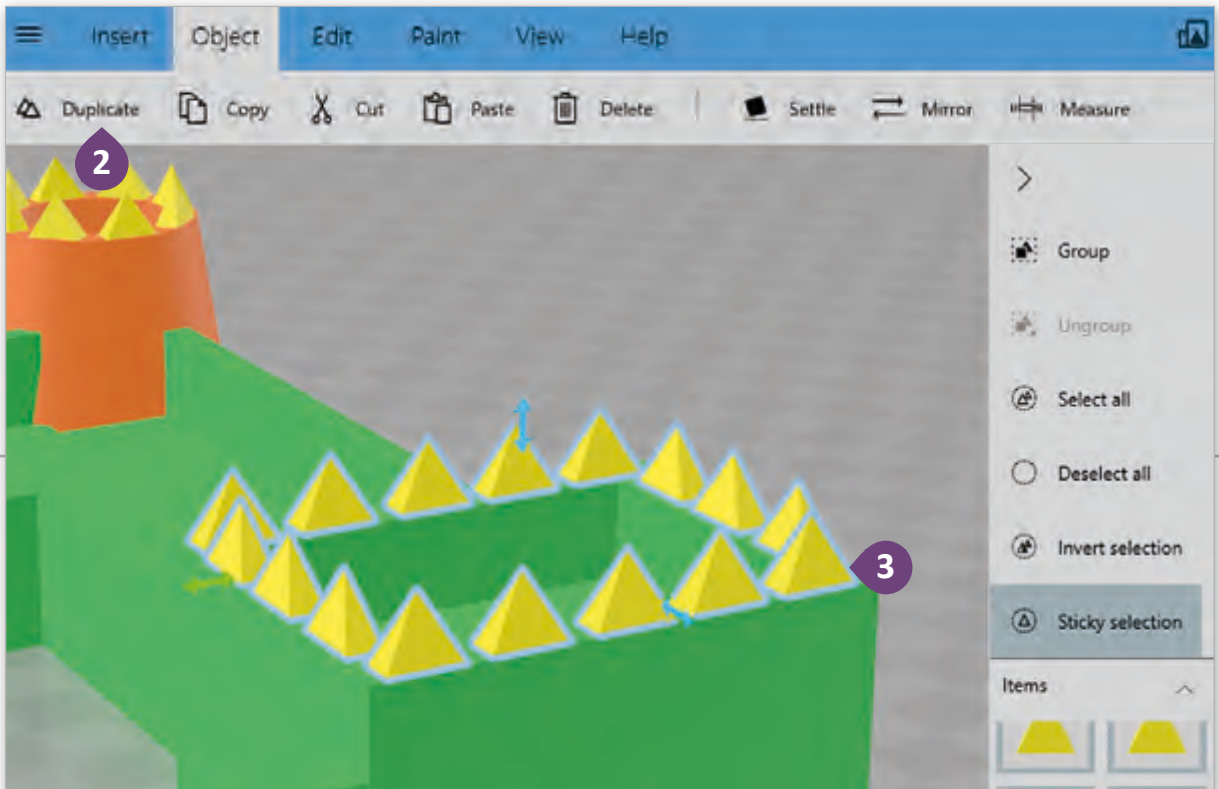 Insert Object Edit Paint View Help
Duplicate Copy Cut Paste Delete Settle Mirror Measure
2
Group
Ungroup
Select all
Deselect all
Invert selection
3
Sticky selection
Items